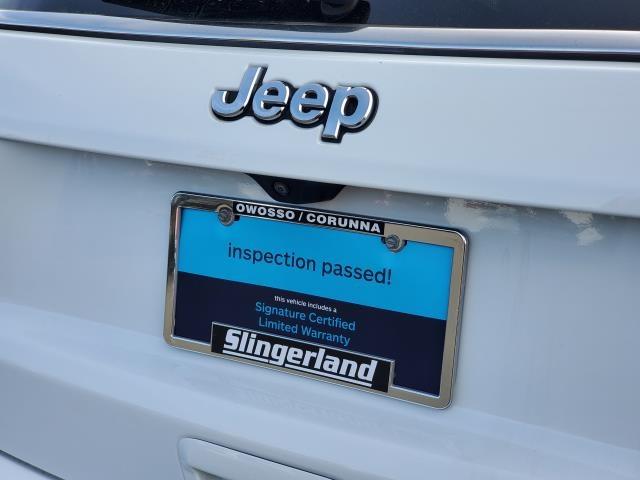 Jeep
OWOSSO / CORUNNA
inspection passed!
this vehicle includes a
Signature Certified
Limited Warranty
Slingerland